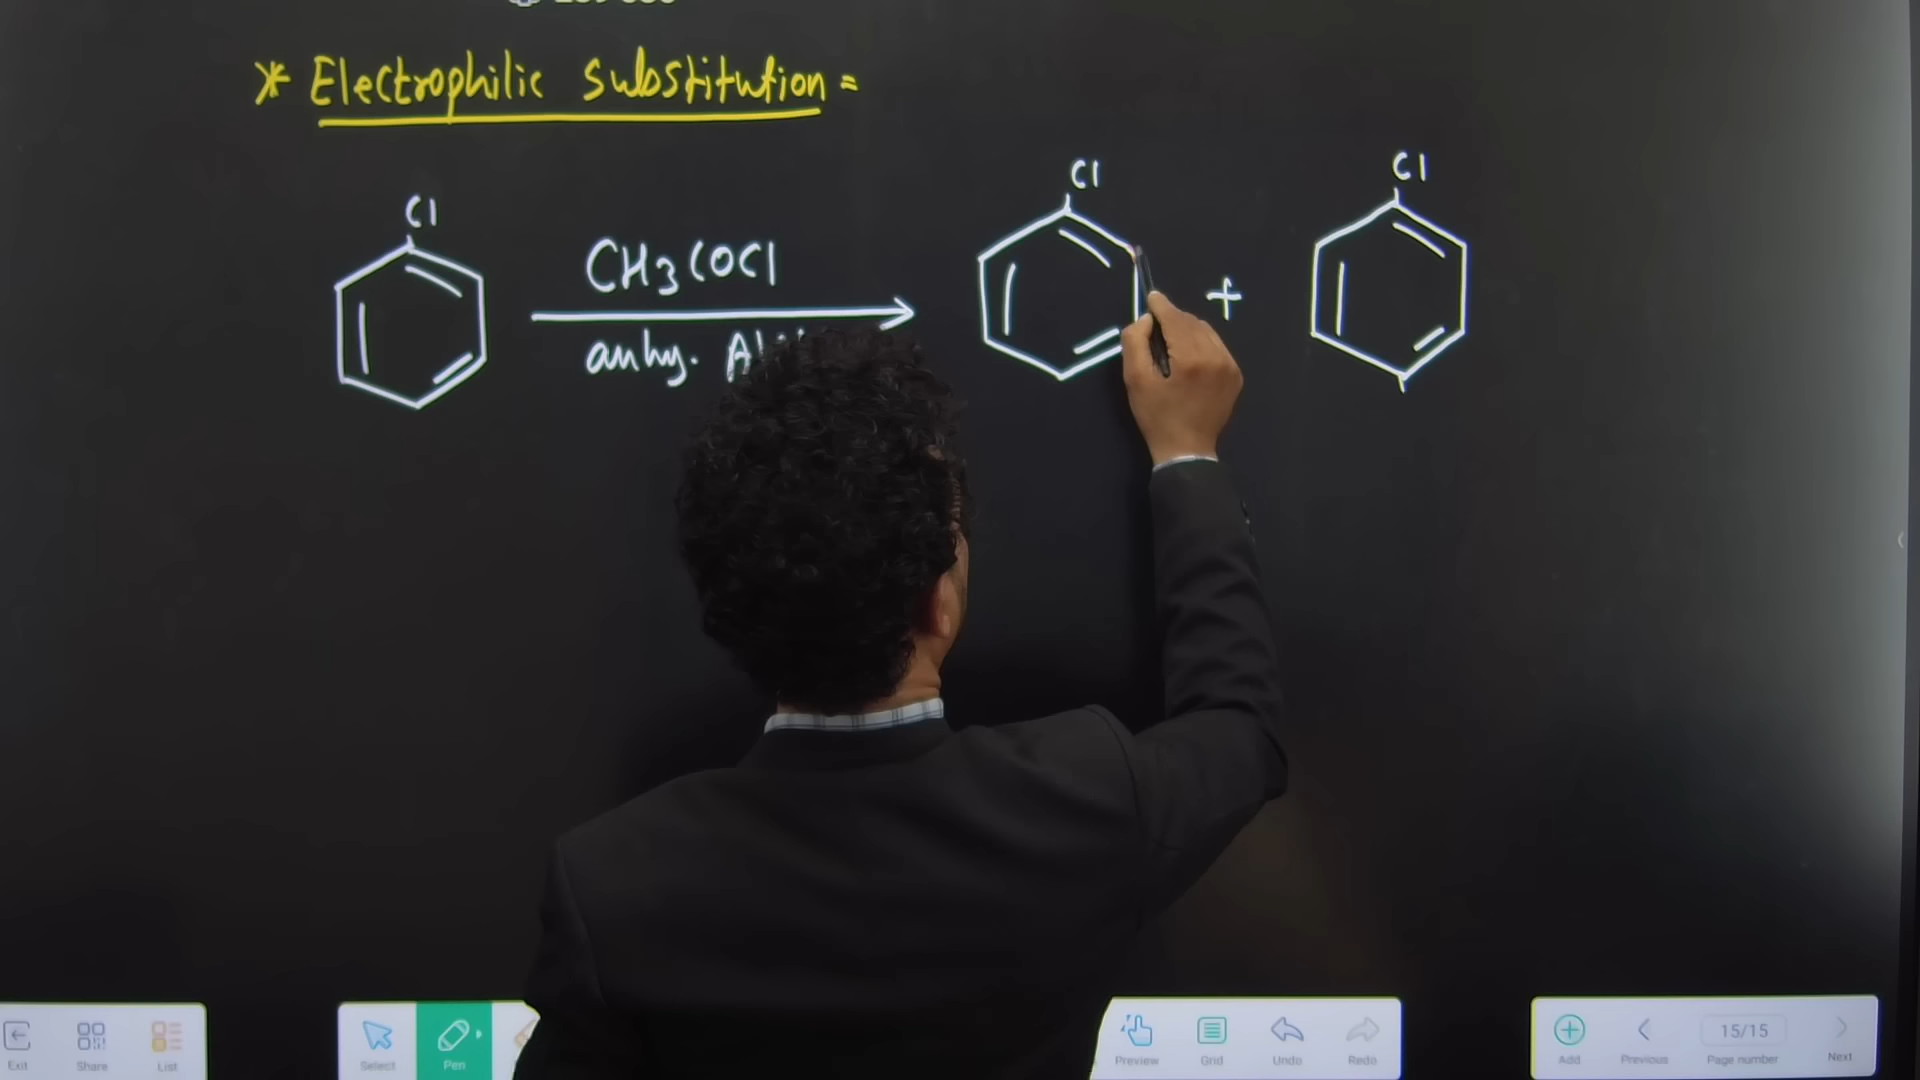 * Electrophilic Substitution =
Cl
Cl
Cl
CH3COCl
+
anhy.
Exit
Share
List
Select
Pen
Preview
Grid
Undo
Redo
Add
Previous
15/15
Page number
Next